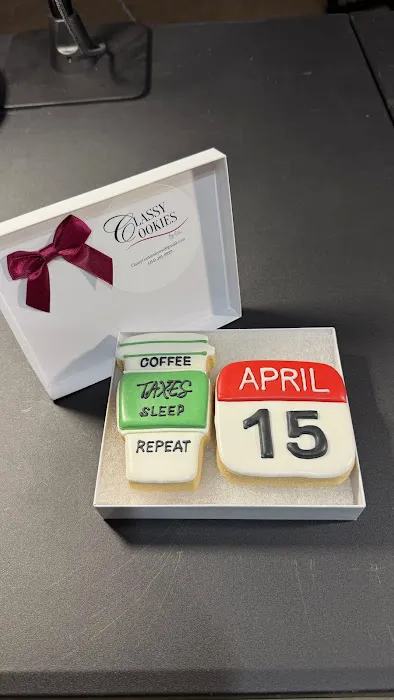 CLASSY
COOKIES
COFFEE
TAXES
SLEEP
REPEAT
APRIL
15